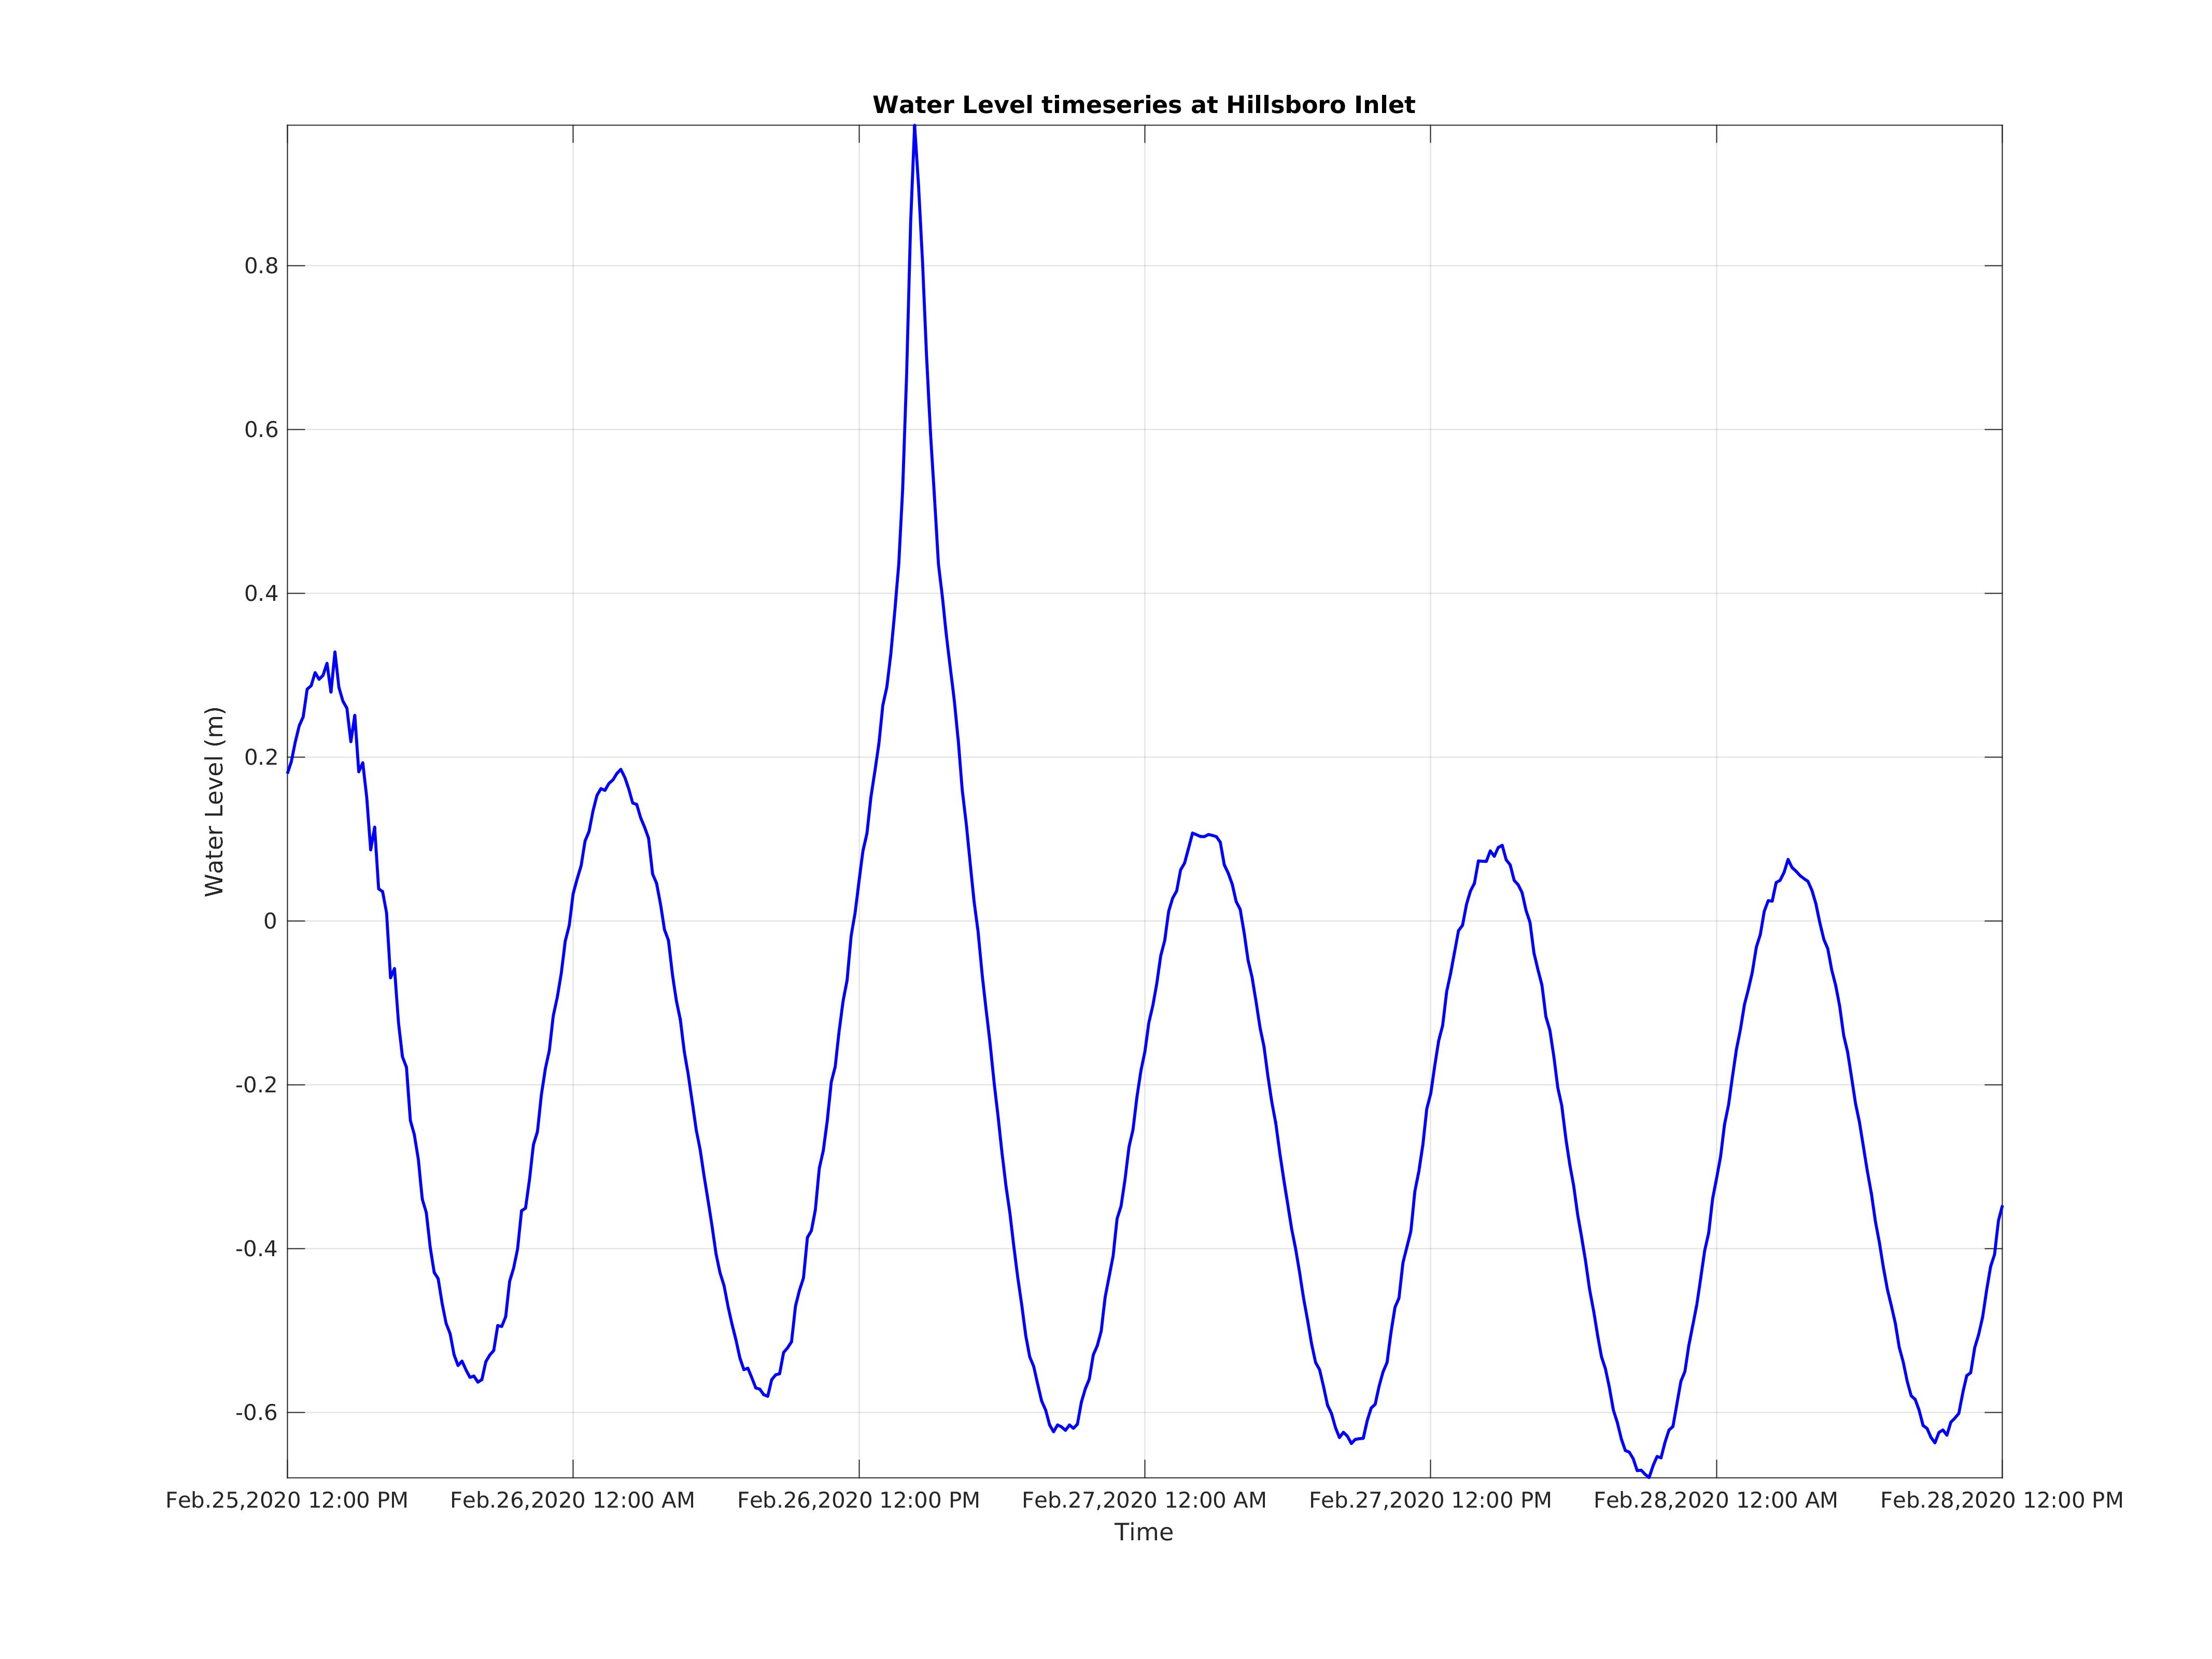 Water Level timeseries at Hillsboro Inlet
0.8
0.6
0.4
0.2
0
-0.2
-0.4
-0.6
Water Level (m)
Feb.25,2020 12:00 PM
Feb.26,2020 12:00 AM
Feb.26,2020 12:00 PM
Feb.27,2020 12:00 AM
Feb.27,2020 12:00 PM
Feb.28,2020 12:00 AM
Feb.28,2020 12:00 PM
Time